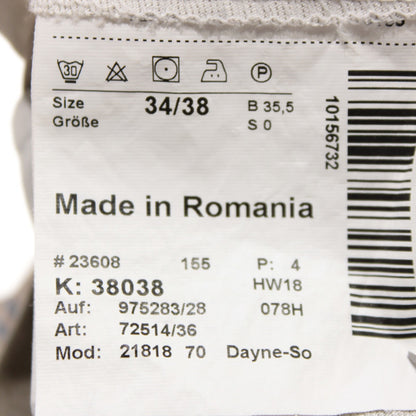 30
P
Size 34/38 B 35,5
Größe S 0
10156732
Made in Romania
# 23608 155 P: 4
K: 38038 HW18
Auf: 975283/28 078H
Art: 72514/36
Mod: 21818 70 Dayne-So